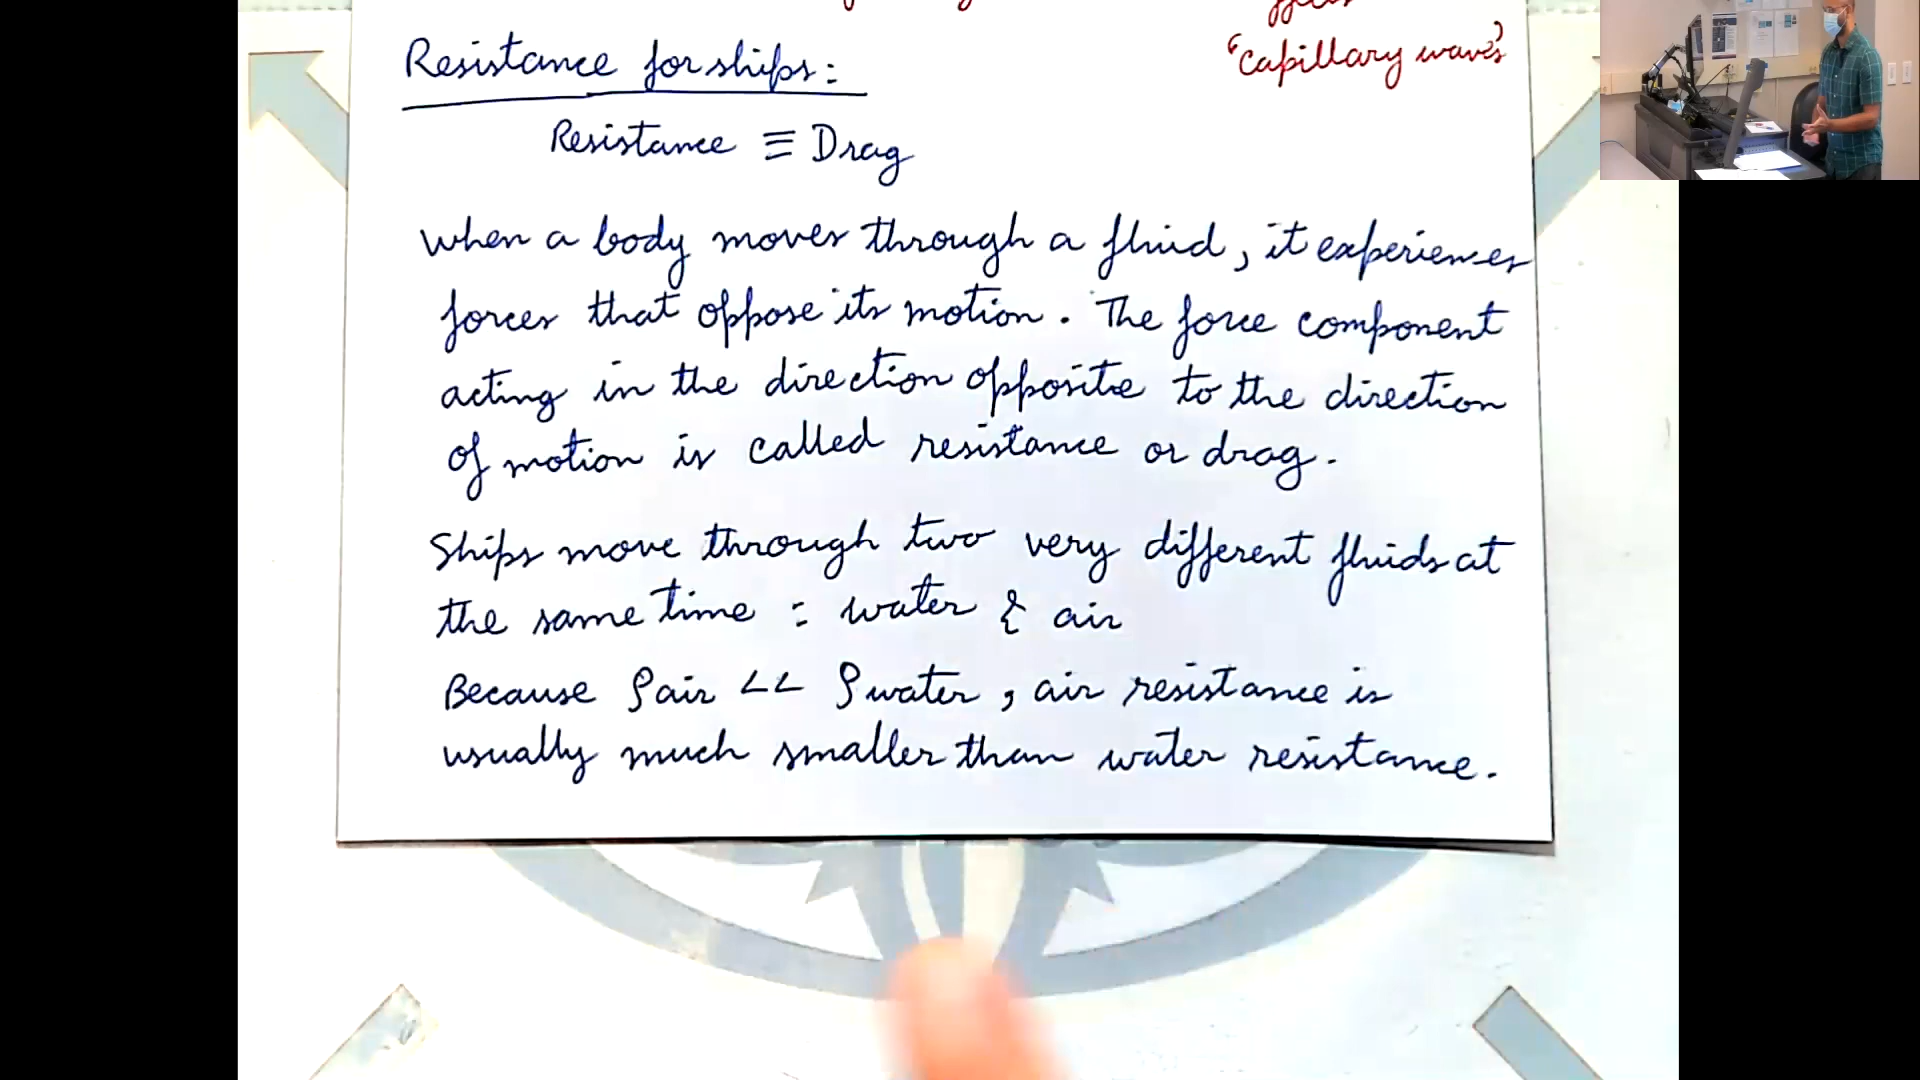 effects
Resistance for ships:
'Capillary waves'
Resistance ≡ Drag
when a body moves through a fluid, it experiences
forces that oppose its motion. The force component
acting in the direction opposite to the direction
of motion is called resistance or drag.
Ships move through two very different fluids at
the same time: water & air
Because ρair << ρwater, air resistance is
usually much smaller than water resistance.